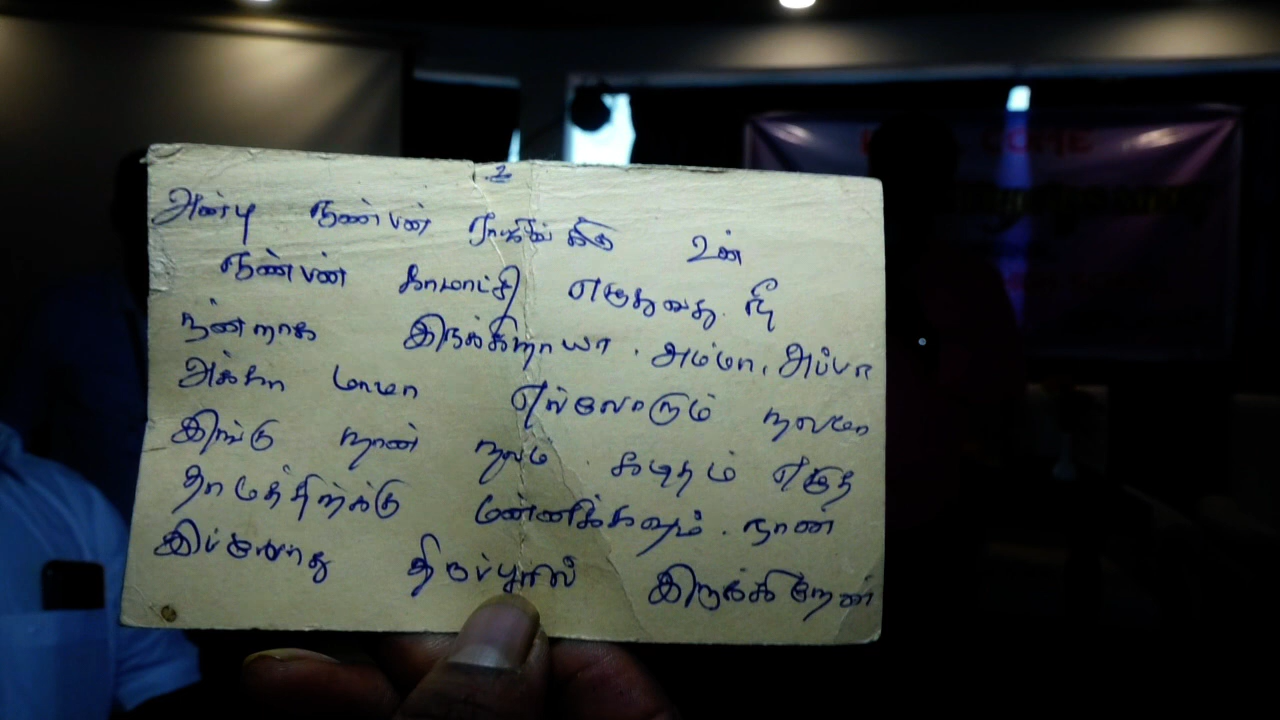 உ
அன்பு நண்பன் ராஜிவ் க்கு உன்
நண்பன் காமாட்சி எழுதுவது. நீ
நன்றாக இருக்கிறாயா. அம்மா, அப்பா
அக்கா மாமா எல்லோரும் நலமா
இங்கு நான் நலம். கடிதம் எழுத
தாமதத்திற்க்கு மன்னிக்கவும். நான்
இப்போது திருப்பூரில் இருக்கிறேன்